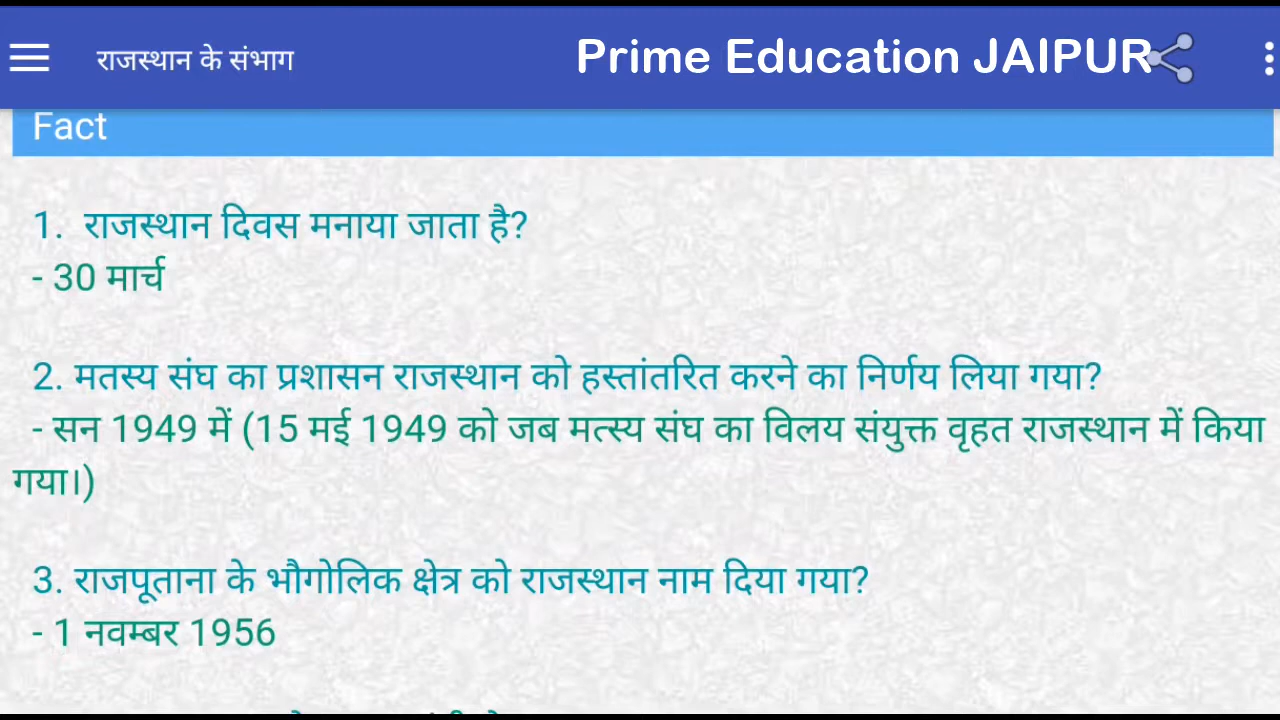 राजस्थान के संभाग
Prime Education JAIPUR
Fact
1. राजस्थान दिवस मनाया जाता है?
- 30 मार्च
2. मतस्य संघ का प्रशासन राजस्थान को हस्तांतरित करने का निर्णय लिया गया?
- सन 1949 में (15 मई 1949 को जब मत्स्य संघ का विलय संयुक्त वृहत राजस्थान में किया
गया।)
3. राजपूताना के भौगोलिक क्षेत्र को राजस्थान नाम दिया गया?
- 1 नवम्बर 1956